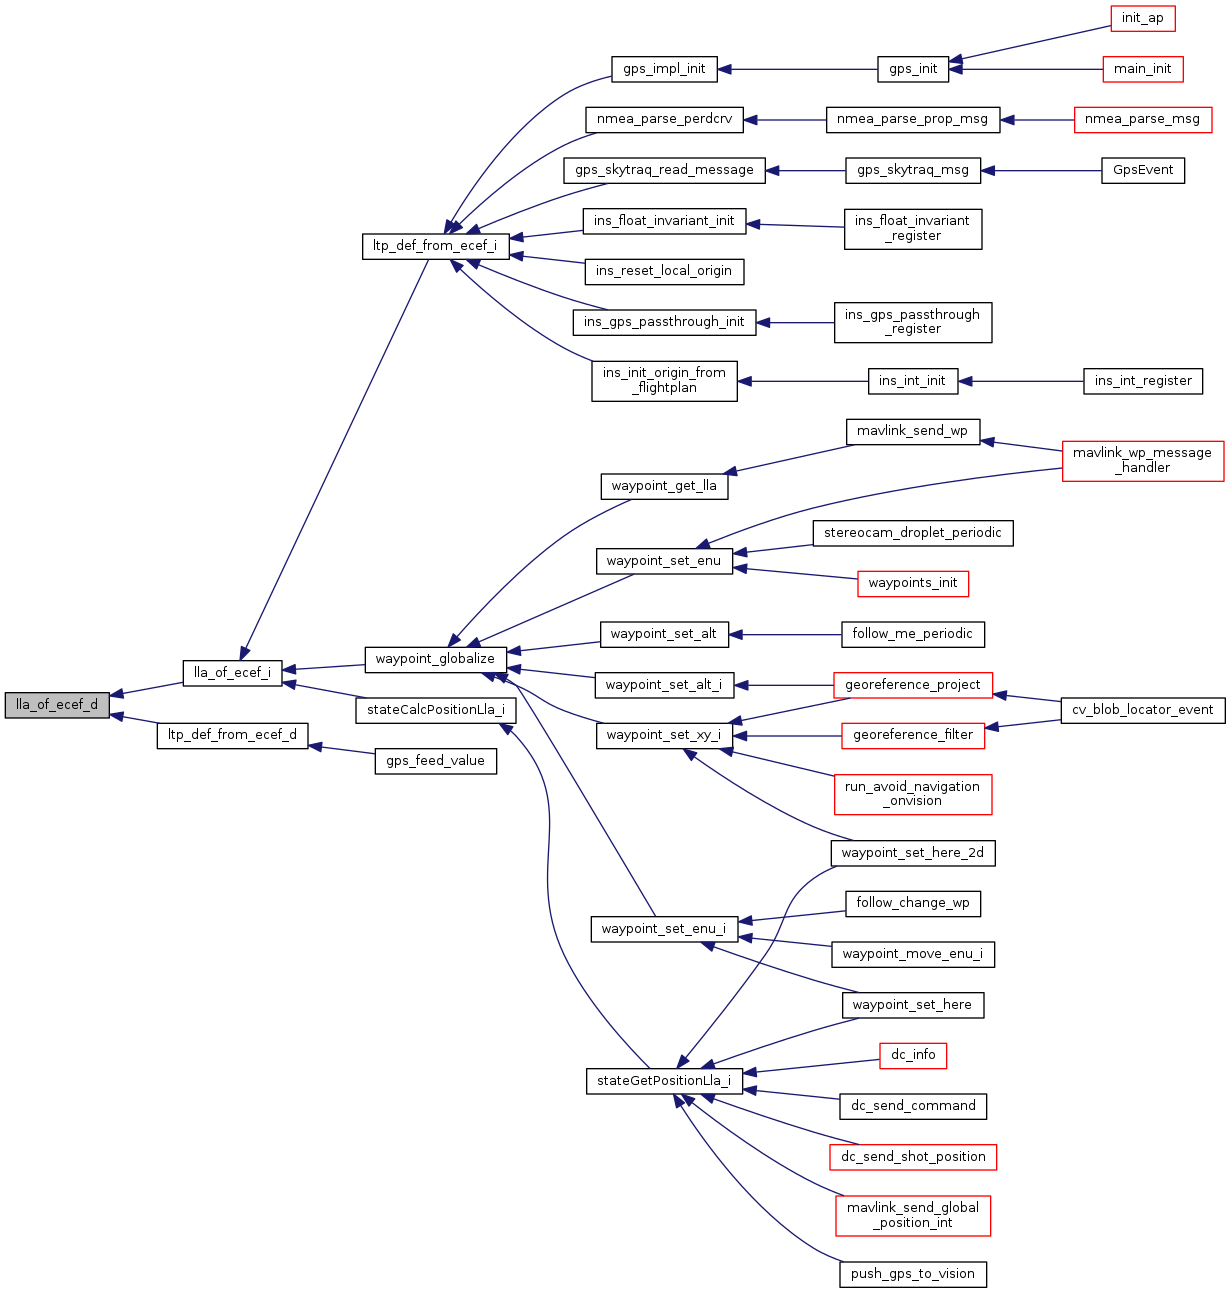 init_ap
gps_impl_init
gps_init
main_init
nmea_parse_perdcrv
nmea_parse_prop_msg
nmea_parse_msg
gps_skytraq_read_message
gps_skytraq_msg
GpsEvent
ltp_def_from_ecef_i
ins_float_invariant_init
ins_float_invariant
_register
ins_reset_local_origin
ins_gps_passthrough_init
ins_gps_passthrough
_register
ins_init_origin_from
_flightplan
ins_int_init
ins_int_register
mavlink_send_wp
mavlink_wp_message
_handler
waypoint_get_lla
stereocam_droplet_periodic
waypoint_set_enu
waypoints_init
waypoint_set_alt
follow_me_periodic
waypoint_globalize
lla_of_ecef_i
waypoint_set_alt_i
georeference_project
lla_of_ecef_d
stateCalcPositionLla_i
cv_blob_locator_event
ltp_def_from_ecef_d
waypoint_set_xy_i
georeference_filter
gps_feed_value
run_avoid_navigation
_onvision
waypoint_set_here_2d
follow_change_wp
waypoint_set_enu_i
waypoint_move_enu_i
waypoint_set_here
dc_info
stateGetPositionLla_i
dc_send_command
dc_send_shot_position
mavlink_send_global
_position_int
push_gps_to_vision